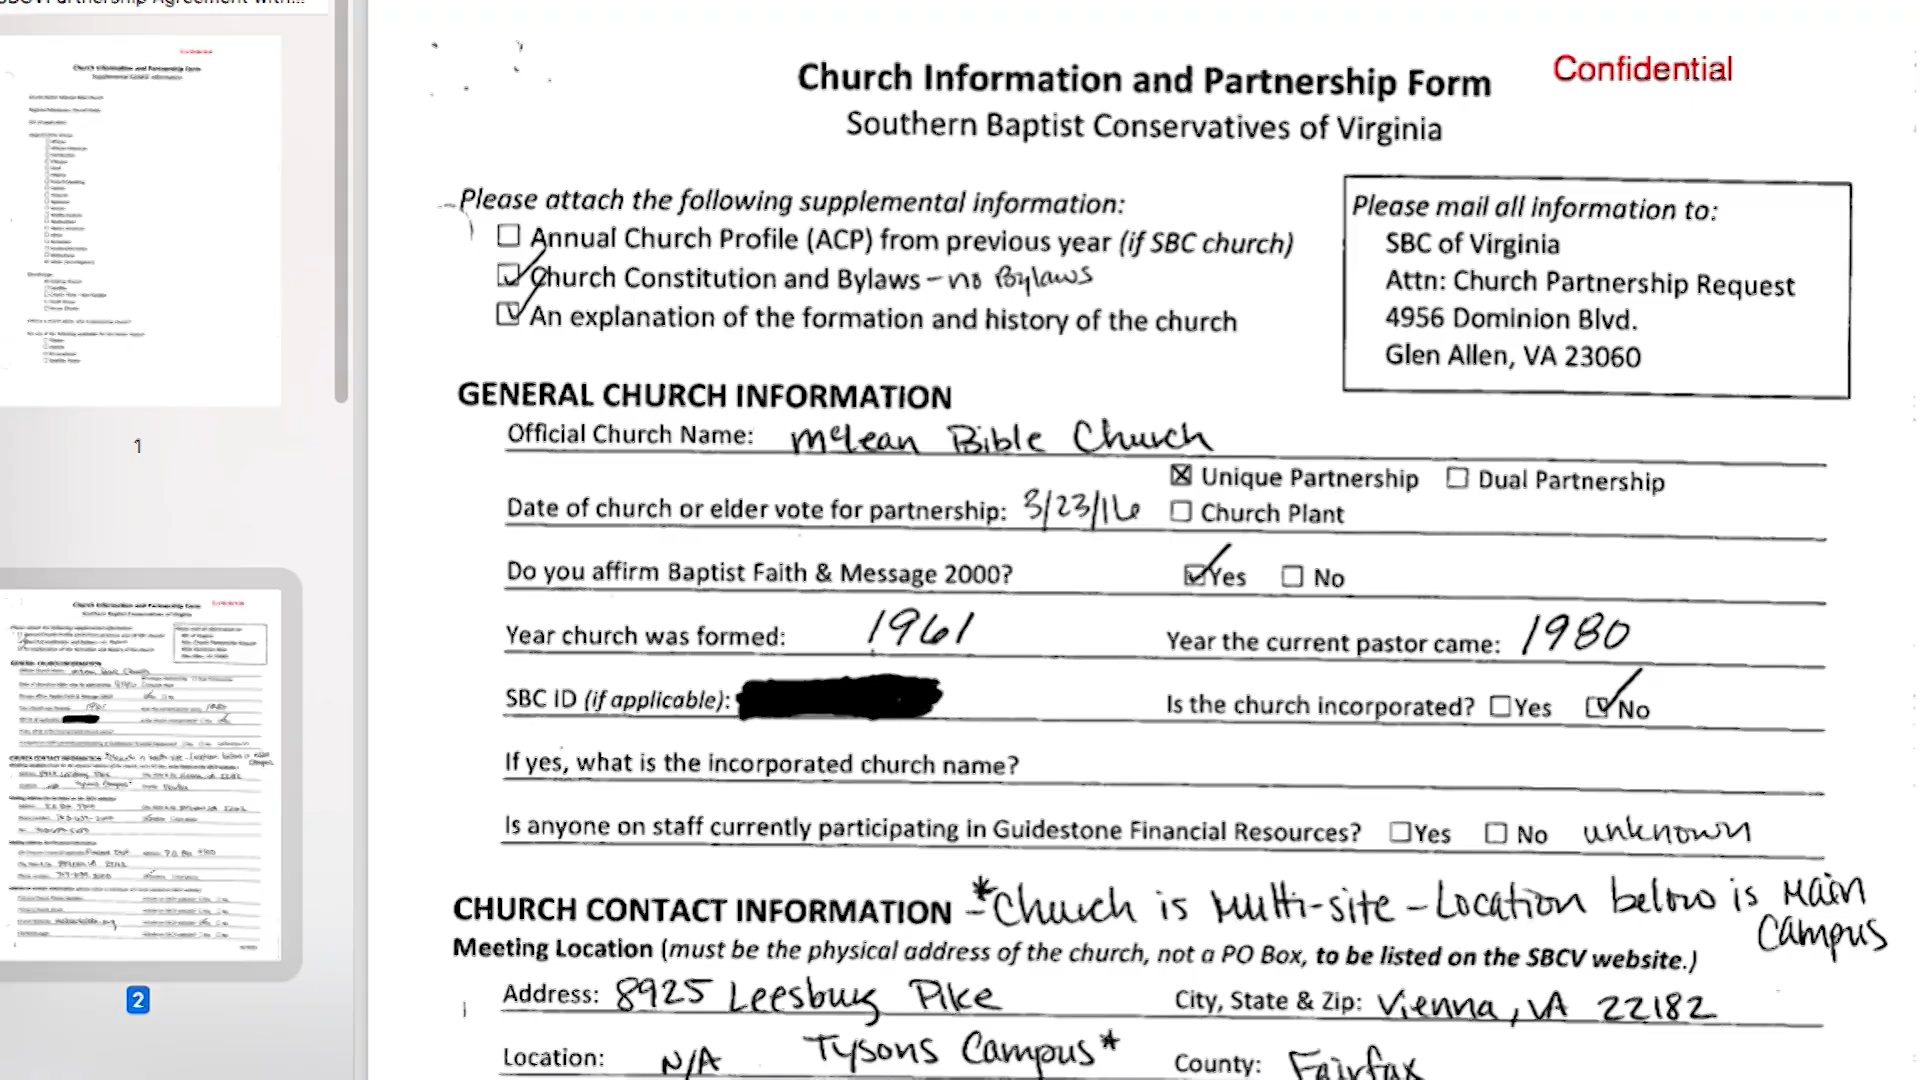 Church Information and Partnership Form
Confidential
Southern Baptist Conservatives of Virginia
Please attach the following supplemental information:
Annual Church Profile (ACP) from previous year (if SBC church)
Church Constitution and Bylaws - no Bylaws
An explanation of the formation and history of the church
Please mail all information to:
SBC of Virginia
Attn: Church Partnership Request
4956 Dominion Blvd.
Glen Allen, VA 23060
GENERAL CHURCH INFORMATION
Official Church Name: McLean Bible Church
Unique Partnership Dual Partnership
Date of church or elder vote for partnership: 3/23/16 Church Plant
Do you affirm Baptist Faith & Message 2000? Yes No
Year church was formed: 1961 Year the current pastor came: 1980
SBC ID (if applicable): Is the church incorporated? Yes No
If yes, what is the incorporated church name?
Is anyone on staff currently participating in Guidestone Financial Resources? Yes No unknown
CHURCH CONTACT INFORMATION - *Church is Multi-site - Location below is Main Campus
Meeting Location (must be the physical address of the church, not a PO Box, to be listed on the SBCV website.)
Address: 8925 Leesburg Pike City, State & Zip: Vienna, VA 22182
Location: N/A Tysons Campus* County: Fairfax
1
2